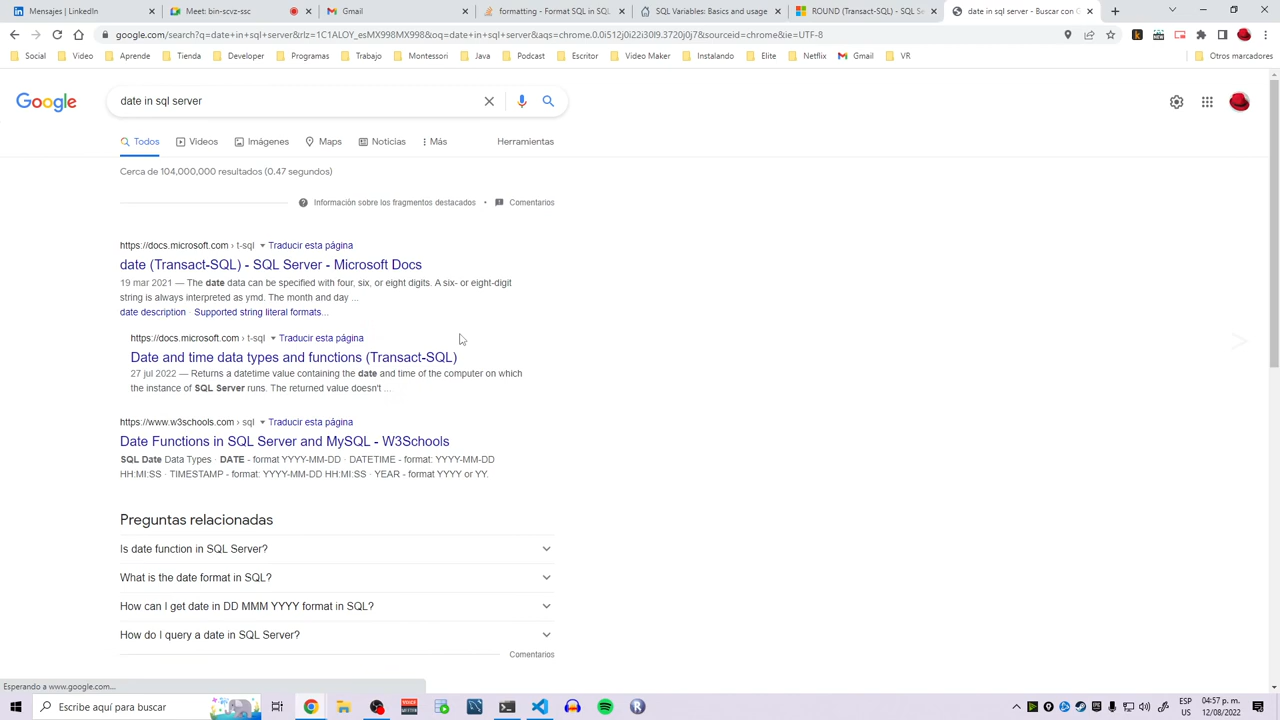 LinkedIn
Mensajes | LinkedIn
Gmail
sql - Formatting SQL in SQL
SQL Variables: Basics and usage
ROUND (Transact-SQL) - SQL Se
date in sql server - Buscar con G
google.com/search?q=date+in+sql+server&rlz=1C1ALOY_esMX998MX998&oq=date+in+sql+server&aqs=chrome.0.0i512j0i22i30l9.3720j0j7&sourceid=chrome&ie=UTF-8
Social
Video
Aprende
Tienda
Developer
Programas
Trabajo
Montessori
Java
Podcast
Escritor
Video Maker
Instalando
Elite
Netflix
Gmail
VR
Otros marcadores
Google
date in sql server
Todos
Videos
Imágenes
Maps
Noticias
Más
Herramientas
Cerca de 104,000,000 resultados (0.47 segundos)
Información sobre los fragmentos destacados • Comentarios
https://docs.microsoft.com › t-sql Traducir esta página
date (Transact-SQL) - SQL Server - Microsoft Docs
19 mar 2021 — The date data can be specified with four, six, or eight digits. A six- or eight-digit
string is always interpreted as ymd. The month and day ...
date description · Supported string literal formats...
https://docs.microsoft.com › t-sql Traducir esta página
Date and time data types and functions (Transact-SQL)
27 jul 2022 — Returns a datetime value containing the date and time of the computer on which
the instance of SQL Server runs. The returned value doesn't ...
https://www.w3schools.com › sql Traducir esta página
Date Functions in SQL Server and MySQL - W3Schools
SQL Date Data Types · DATE - format YYYY-MM-DD · DATETIME - format: YYYY-MM-DD
HH:MI:SS · TIMESTAMP - format: YYYY-MM-DD HH:MI:SS · YEAR - format YYYY or YY.
Preguntas relacionadas
Is date function in SQL Server?
What is the date format in SQL?
How can I get date in DD MMM YYYY format in SQL?
How do I query a date in SQL Server?
Comentarios
Esperando a www.google.com...
Escribe aquí para buscar
ESP
US
04:57 p. m.
12/08/2022